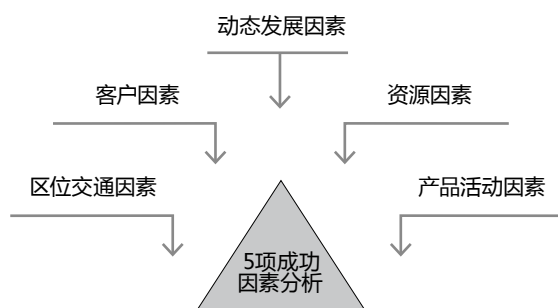 动态发展因素
客户因素
资源因素
区位交通因素
产品活动因素
5项成功
因素分析